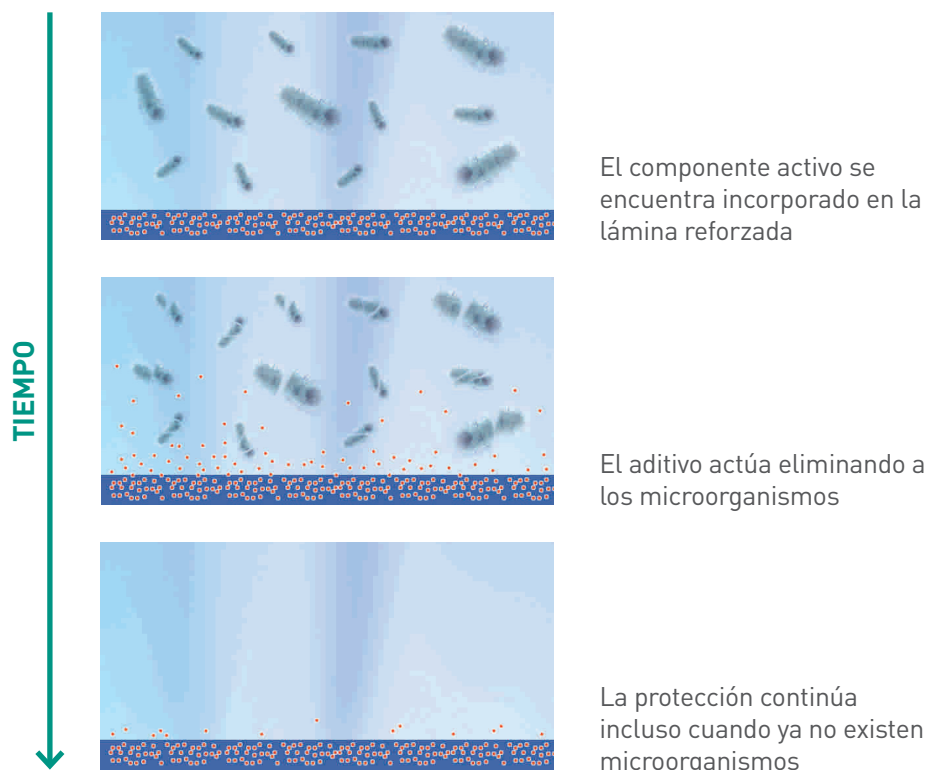 TIEMPO
El componente activo se
encuentra incorporado en la
lámina reforzada
El aditivo actúa eliminando a
los microorganismos
La protección continúa
incluso cuando ya no existen
microorganismos